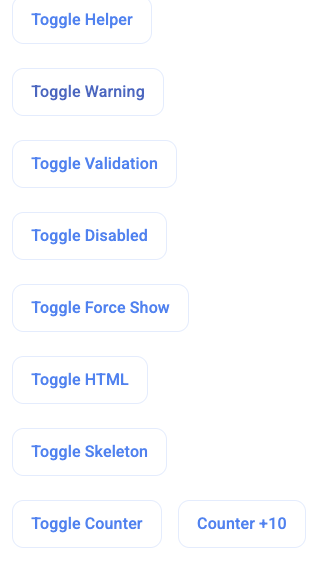 Toggle Helper
Toggle Warning
Toggle Validation
Toggle Disabled
Toggle Force Show
Toggle HTML
Toggle Skeleton
Toggle Counter Counter +10